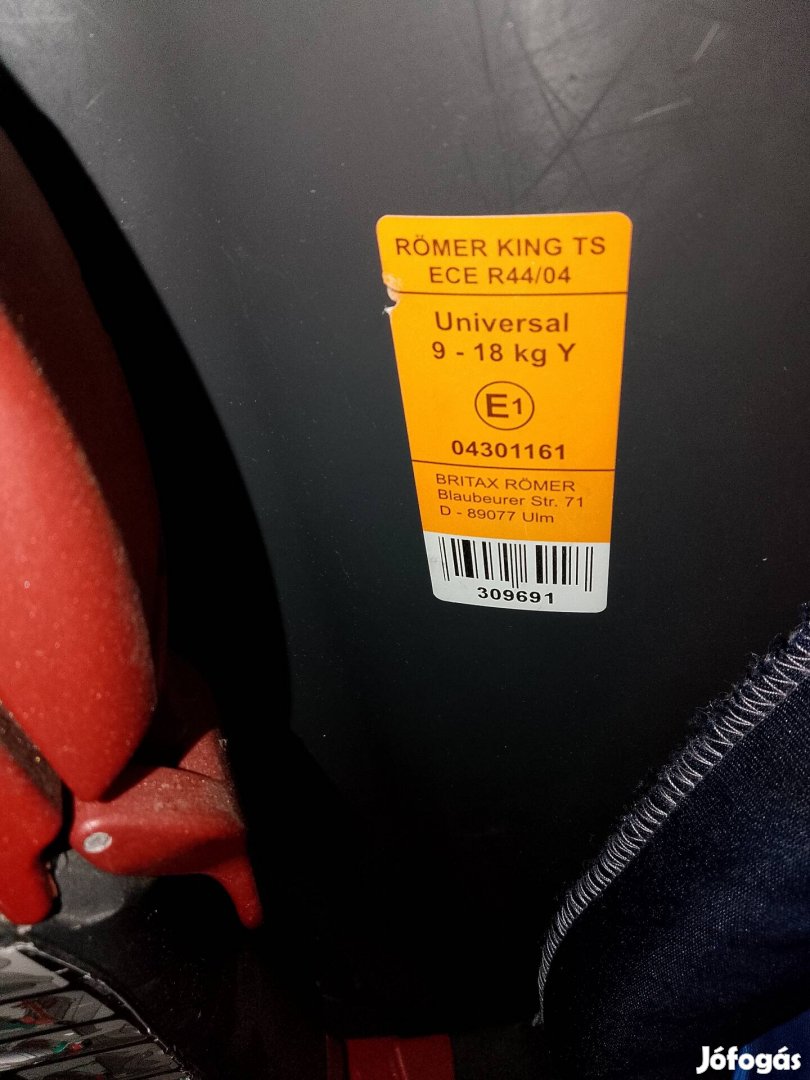 RÖMER KING TS
ECE R44/04
Universal
9 - 18 kg Y
E1
04301161
BRITAX RÖMER
Blaubeurer Str. 71
D - 89077 Ulm
309691
Jófogás